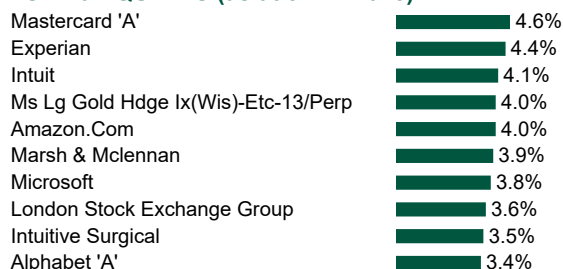 Mastercard 'A' 4.6%
Experian 4.4%
Intuit 4.1%
Ms Lg Gold Hdge Ix(Wis)-Etc-13/Perp 4.0%
Amazon.Com 4.0%
Marsh & Mclennan 3.9%
Microsoft 3.8%
London Stock Exchange Group 3.6%
Intuitive Surgical 3.5%
Alphabet 'A' 3.4%